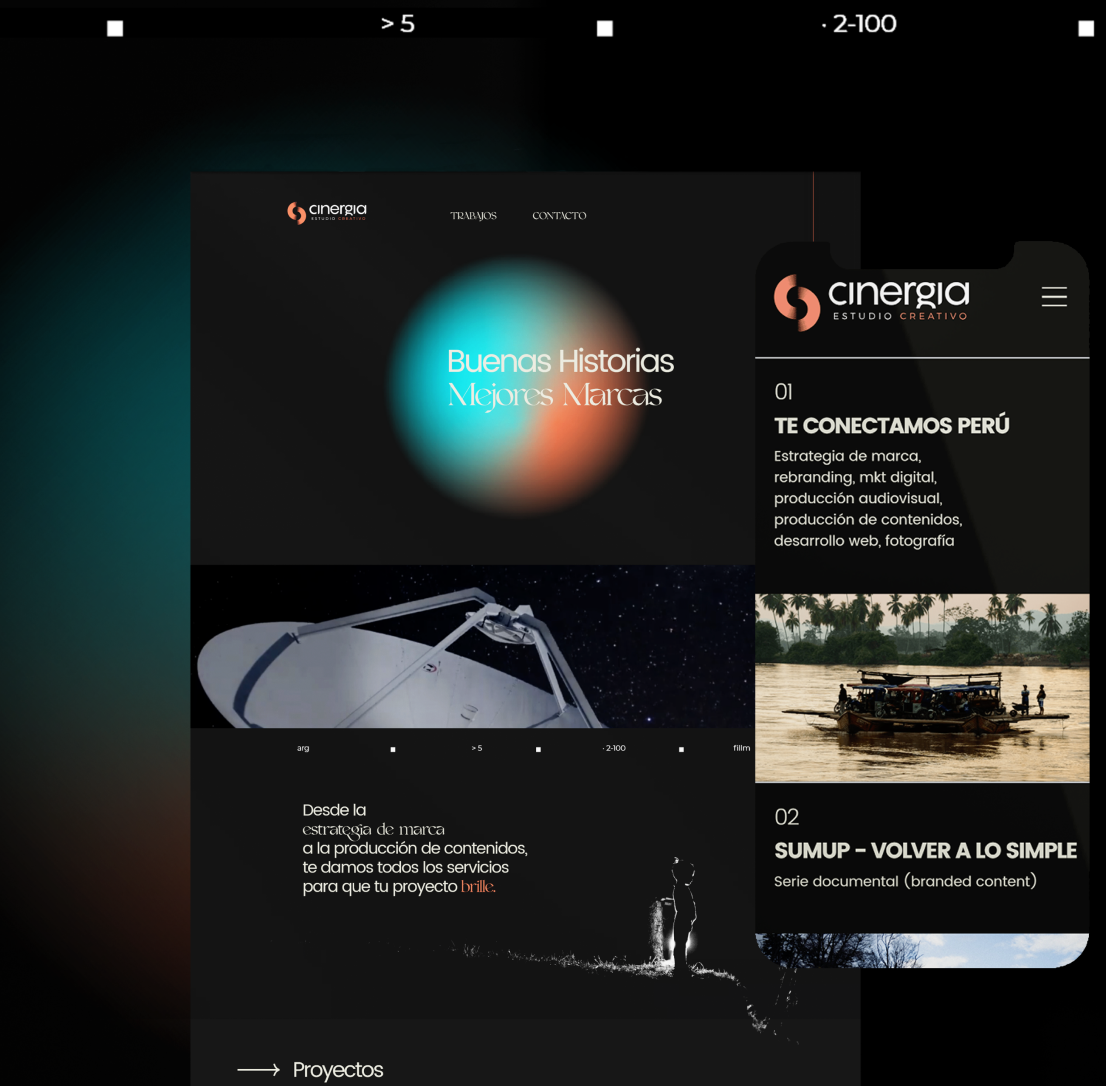 > 5
· 2-100
cinergia
ESTUDIO CREATIVO
TRABAJOS
CONTACTO
Buenas Historias
Mejores Marcas
arg
> 5
· 2-100
fillm
Desde la
estrategia de marca
a la producción de contenidos,
te damos todos los servicios
para que tu proyecto brille.
Proyectos
cinergia
ESTUDIO CREATIVO
01
TE CONECTAMOS PERÚ
Estrategia de marca,
rebranding, mkt digital,
producción audiovisual,
producción de contenidos,
desarrollo web, fotografía
02
SUMUP - VOLVER A LO SIMPLE
Serie documental (branded content)